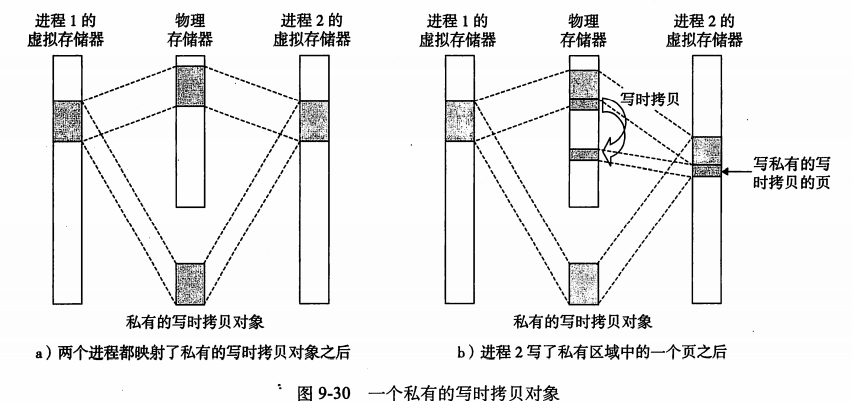 进程 1 的
虚拟存储器
物理
存储器
进程 2 的
虚拟存储器
私有的写时拷贝对象
a）两个进程都映射了私有的写时拷贝对象之后
进程 1 的
虚拟存储器
物理
存储器
进程 2 的
虚拟存储器
写时拷贝
写私有的写
时拷贝的页
私有的写时拷贝对象
b）进程 2 写了私有区域中的一个页之后
图 9-30 一个私有的写时拷贝对象